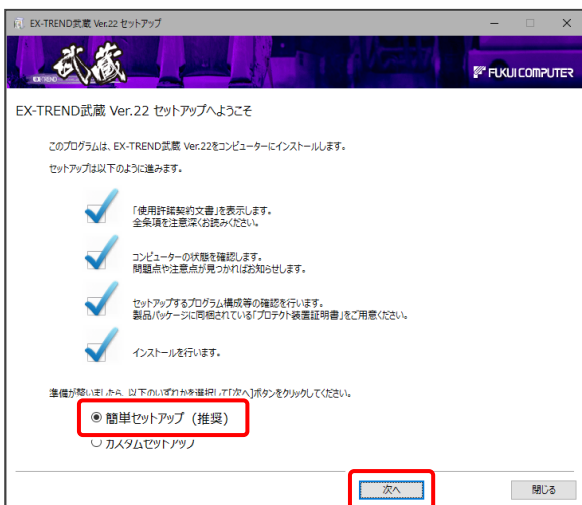 EX-TREND武蔵 Ver.22 セットアップ
武蔵
EX-TREND
FUKUI COMPUTER
EX-TREND武蔵 Ver.22 セットアップへようこそ
このプログラムは、EX-TREND武蔵 Ver.22をコンピューターにインストールします。
セットアップは以下のように進みます。
「使用許諾契約文書」を表示します。
全条項を注意深くお読みください。
コンピューターの状態を確認します。
問題点や注意点が見つかればお知らせします。
セットアップするプログラム構成等の確認を行います。
製品パッケージに同梱されている「プロテクト装置証明書」をご用意ください。
インストールを行います。
準備が整いましたら、以下のいずれかを選択して「次へ」ボタンをクリックしてください。
簡単セットアップ（推奨）
カスタムセットアップ
次へ
閉じる